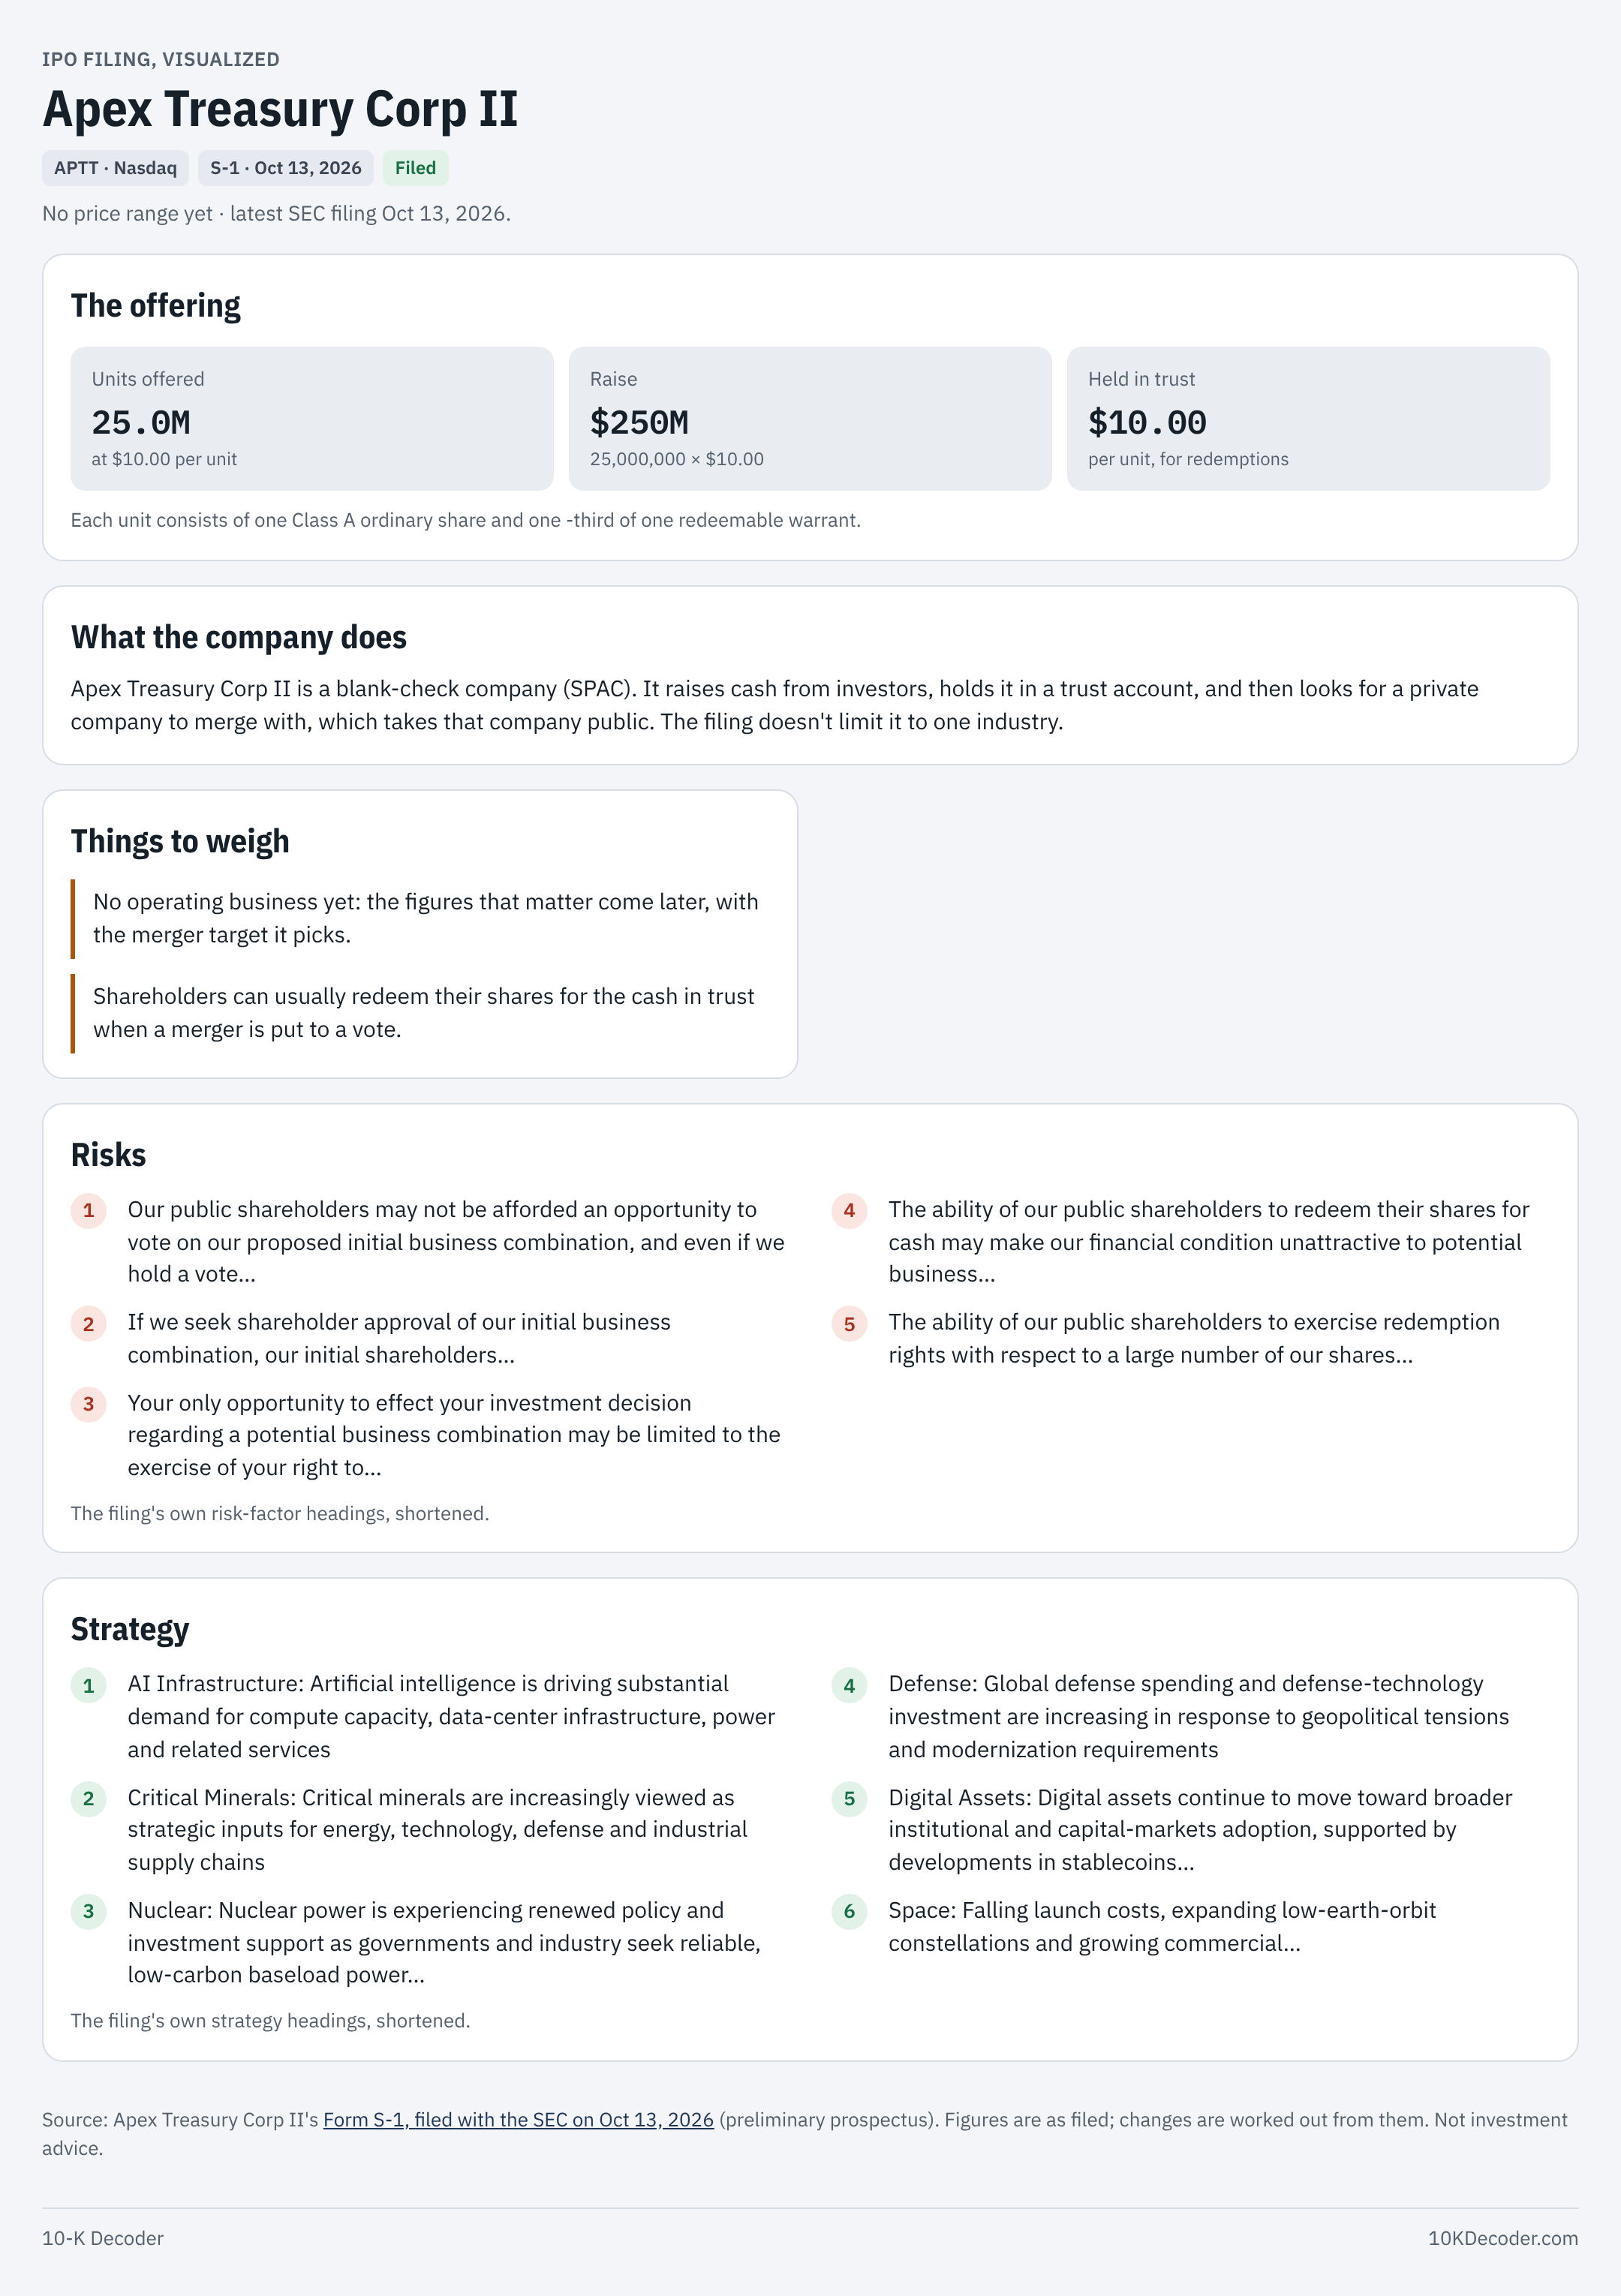 IPO FILING, VISUALIZED
Apex Treasury Corp II
APTT · Nasdaq
S-1 · Oct 13, 2026
Filed
No price range yet · latest SEC filing Oct 13, 2026.
The offering
Units offered
25.0M
at $10.00 per unit
Raise
$250M
25,000,000 × $10.00
Held in trust
$10.00
per unit, for redemptions
Each unit consists of one Class A ordinary share and one -third of one redeemable warrant.
What the company does
Apex Treasury Corp II is a blank-check company (SPAC). It raises cash from investors, holds it in a trust account, and then looks for a private
company to merge with, which takes that company public. The filing doesn't limit it to one industry.
Things to weigh
No operating business yet: the figures that matter come later, with
the merger target it picks.
Shareholders can usually redeem their shares for the cash in trust
when a merger is put to a vote.
Risks
1 Our public shareholders may not be afforded an opportunity to
vote on our proposed initial business combination, and even if we
hold a vote…
2 If we seek shareholder approval of our initial business
combination, our initial shareholders…
3 Your only opportunity to effect your investment decision
regarding a potential business combination may be limited to the
exercise of your right to…
4 The ability of our public shareholders to redeem their shares for
cash may make our financial condition unattractive to potential
business…
5 The ability of our public shareholders to exercise redemption
rights with respect to a large number of our shares…
The filing's own risk-factor headings, shortened.
Strategy
1 AI Infrastructure: Artificial intelligence is driving substantial
demand for compute capacity, data-center infrastructure, power
and related services
2 Critical Minerals: Critical minerals are increasingly viewed as
strategic inputs for energy, technology, defense and industrial
supply chains
3 Nuclear: Nuclear power is experiencing renewed policy and
investment support as governments and industry seek reliable,
low-carbon baseload power…
4 Defense: Global defense spending and defense-technology
investment are increasing in response to geopolitical tensions
and modernization requirements
5 Digital Assets: Digital assets continue to move toward broader
institutional and capital-markets adoption, supported by
developments in stablecoins…
6 Space: Falling launch costs, expanding low-earth-orbit
constellations and growing commercial…
The filing's own strategy headings, shortened.
Source: Apex Treasury Corp II's Form S-1, filed with the SEC on Oct 13, 2026 (preliminary prospectus). Figures are as filed; changes are worked out from them. Not investment
advice.
10-K Decoder
10KDecoder.com